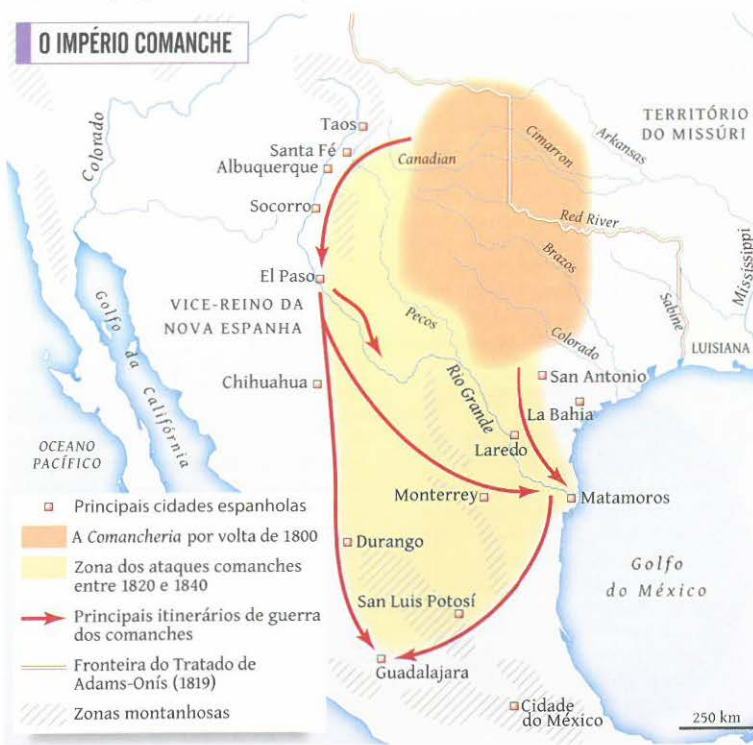 O IMPÉRIO COMANCHE
TERRITÓRIO
DO MISSÚRI
Colorado
Taos
Santa Fé
Albuquerque
Canadian
Cimarron
Arkansas
Socorro
Red River
Brazos
Mississippi
El Paso
Golfo da Califórnia
VICE-REINO DA
NOVA ESPANHA
Pecos
Colorado
Sabine
LUISIANA
Chihuahua
Rio Grande
San Antonio
La Bahia
OCEANO
PACÍFICO
Laredo
Monterrey
Matamoros
Principais cidades espanholas
A Comancheria por volta de 1800
Durango
Golfo
do México
Zona dos ataques comanches
entre 1820 e 1840
San Luis Potosí
Principais itinerários de guerra
dos comanches
Guadalajara
Fronteira do Tratado de
Adams-Onís (1819)
Cidade
do México
Zonas montanhosas
250 km